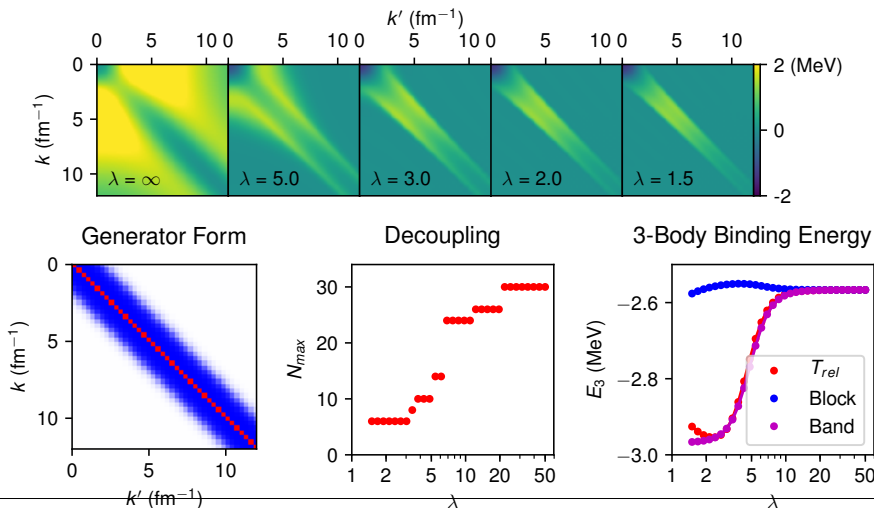 k′ (fm⁻¹)
0 5 10 0 5 10 0 5 10 0 5 10 0 5 10
0
5
10
k (fm⁻¹)
λ = ∞
λ = 5.0
λ = 3.0
λ = 2.0
λ = 1.5
2 (MeV)
0
-2
Generator Form
0
5
10
k (fm⁻¹)
0 5 10
k′ (fm⁻¹)
Decoupling
30
20
10
0
N_max
1 2 5 10 20 50
λ
3-Body Binding Energy
−2.6
−2.8
−3.0
E₃ (MeV)
T_rel
Block
Band
1 2 5 10 20 50
λ